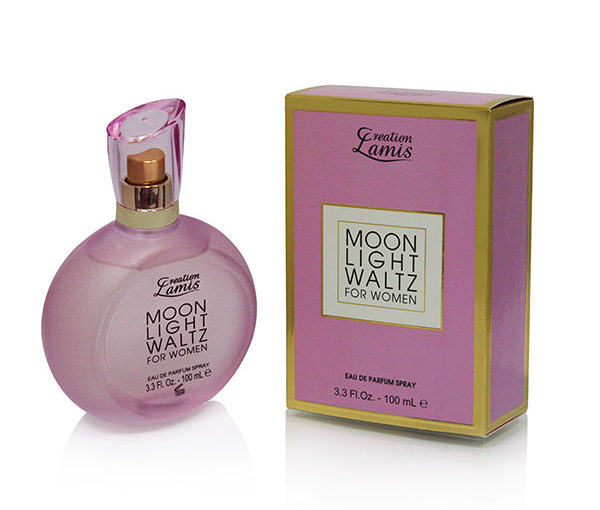 Creation
Lamis
MOON
LIGHT
WALTZ
FOR WOMEN
EAU DE PARFUM SPRAY
3.3 Fl.Oz. - 100 mL ℮
Creation
Lamis
MOON
LIGHT
WALTZ
FOR WOMEN
EAU DE PARFUM SPRAY
3.3 Fl.Oz. - 100 mL ℮